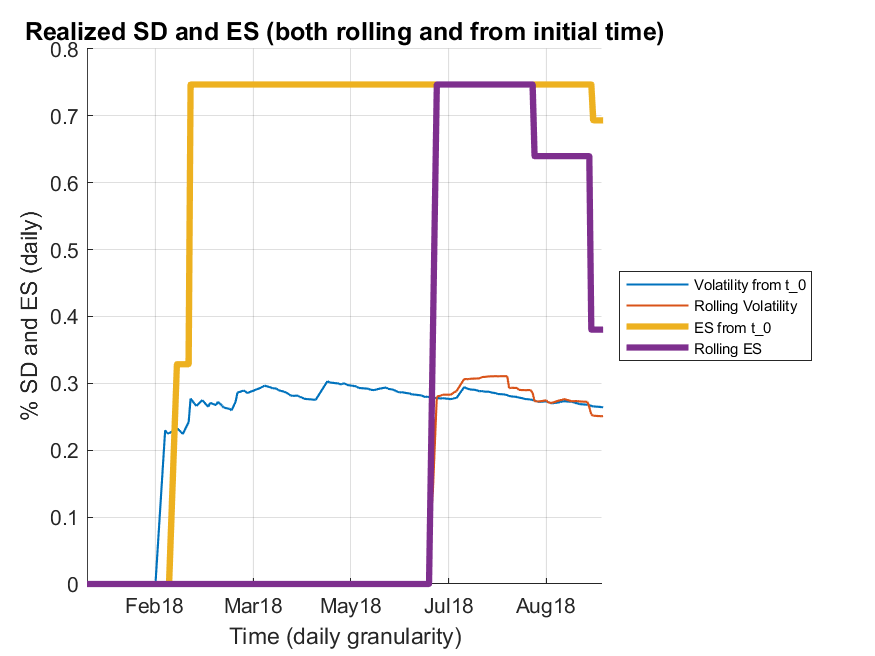 Realized SD and ES (both rolling and from initial time)
% SD and ES (daily)
0.8
0.7
0.6
0.5
0.4
0.3
0.2
0.1
0
Feb18 Mar18 May18 Jul18 Aug18
Time (daily granularity)
Volatility from t_0
Rolling Volatility
ES from t_0
Rolling ES